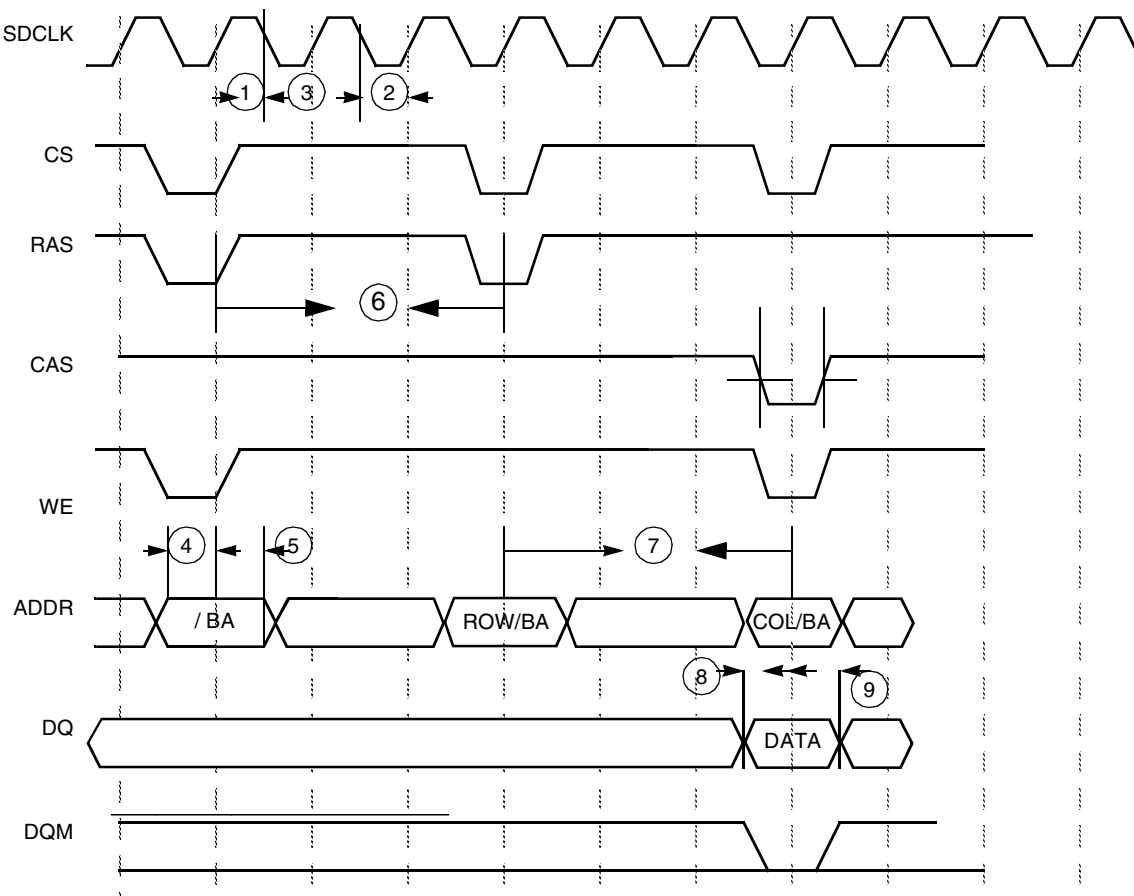 SDCLK
1 3 2
CS
RAS
6
CAS
WE
4 5 7
ADDR / BA ROW/BA COL/BA
8 9
DQ DATA
DQM